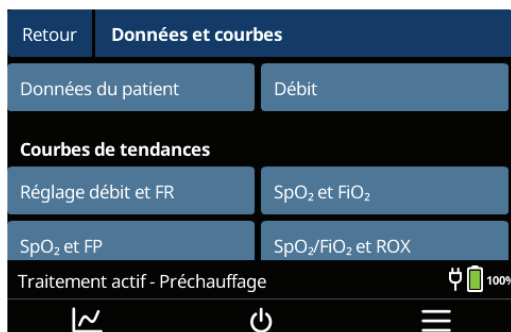 Retour Données et courbes
Données du patient Débit
Courbes de tendances
Réglage débit et FR SpO₂ et FiO₂
SpO₂ et FP SpO₂/FiO₂ et ROX
Traitement actif - Préchauffage 100%